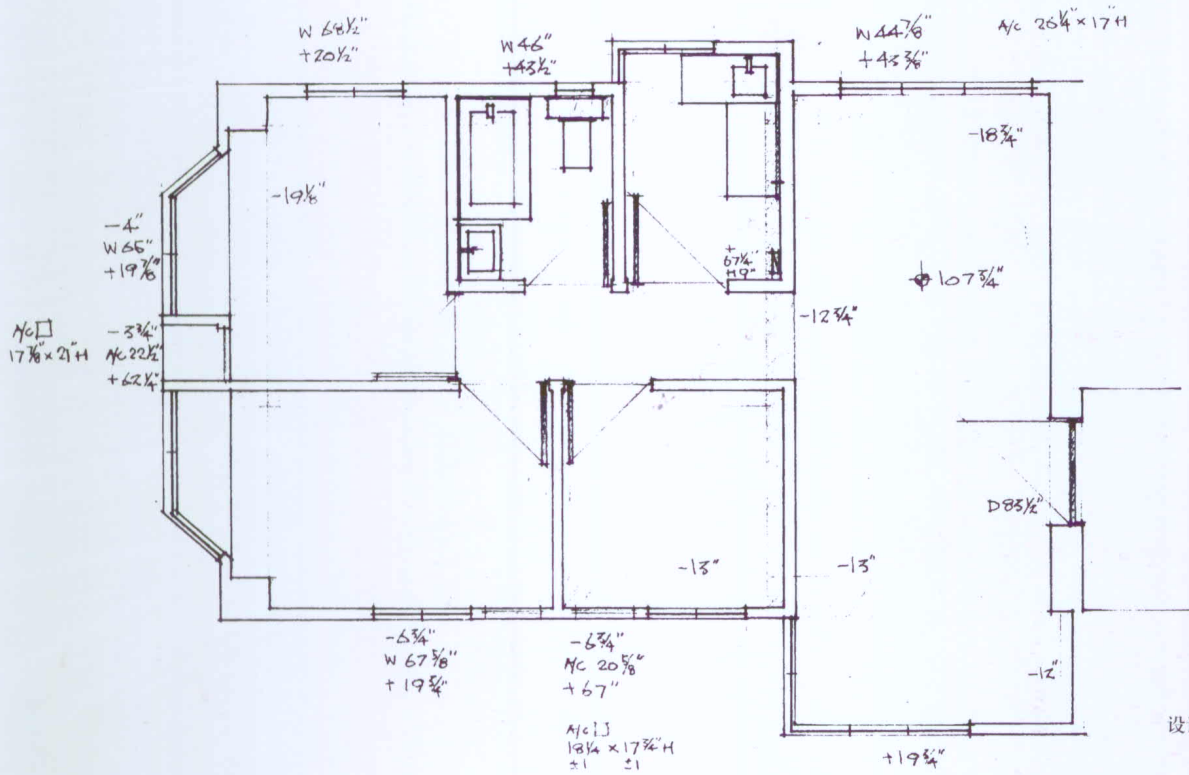 W 68½"
+20½"
W 46"
+43½"
W 44⅞"
+43⅜"
A/C 26¼" × 17" H
-18¾"
-19⅛"
-4"
W 65"
+19⅞"
+
67¼"
H 9"
107¾"
-12¾"
A/C
17⅞" × 21" H
-3¾"
A/C 22½"
+62¼"
D 83½"
-13"
-13"
-6¾"
W 67⅝"
+19¾"
-6¾"
A/C 20⅝"
+67"
-12"
A/C
18¼ × 17¾" H
±1 ±1
+19¾"
设